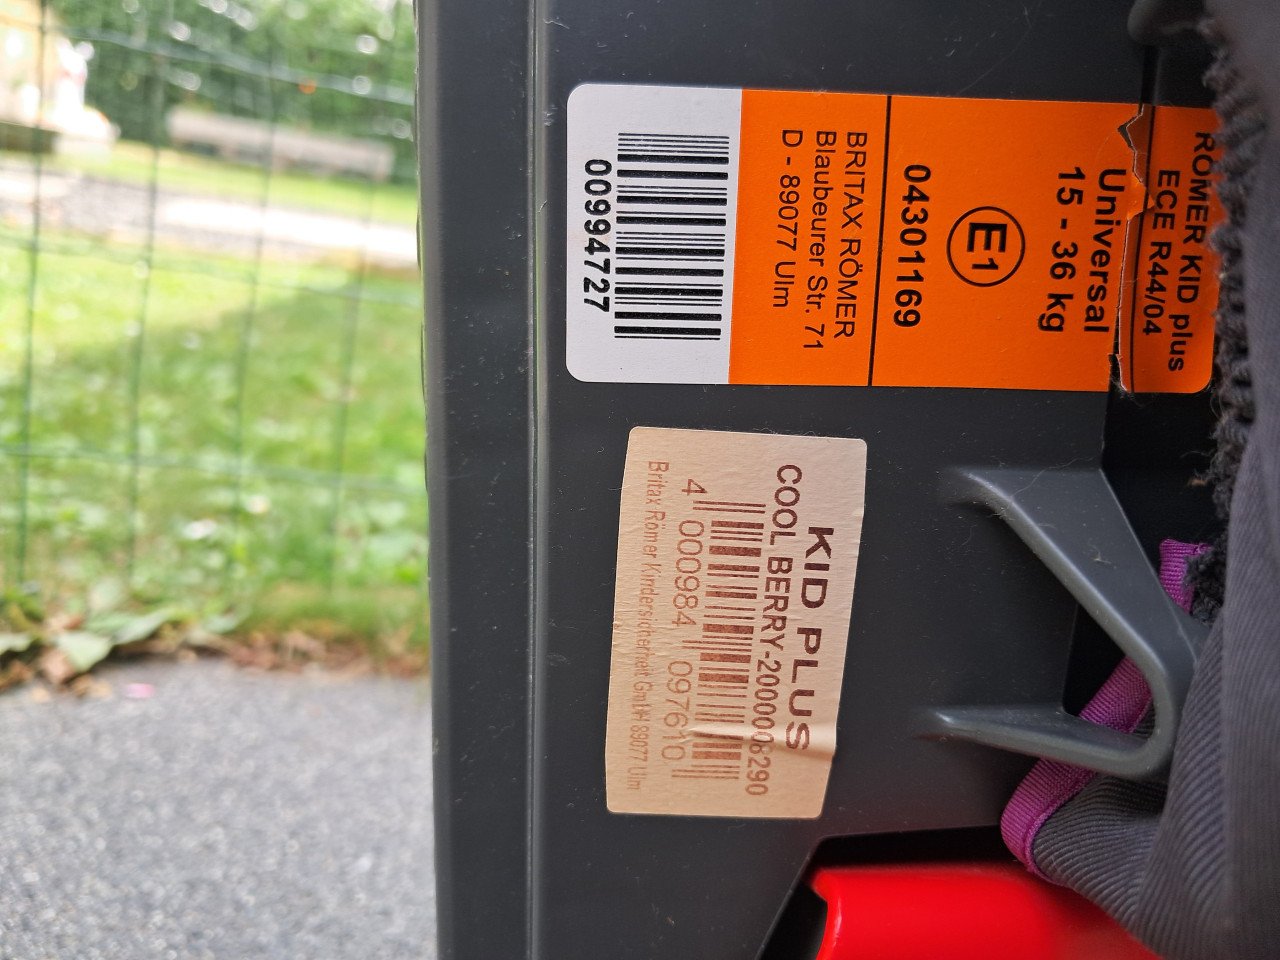 RÖMER KID plus
ECE R44/04
Universal
15 - 36 kg
E1
04301169
BRITAX RÖMER
Blaubeurer Str. 71
D - 89077 Ulm
00994727
KID PLUS
COOL BERRY-2000008290
4 000984 097610
Britax Römer Kindersicherheit GmbH 89077 Ulm